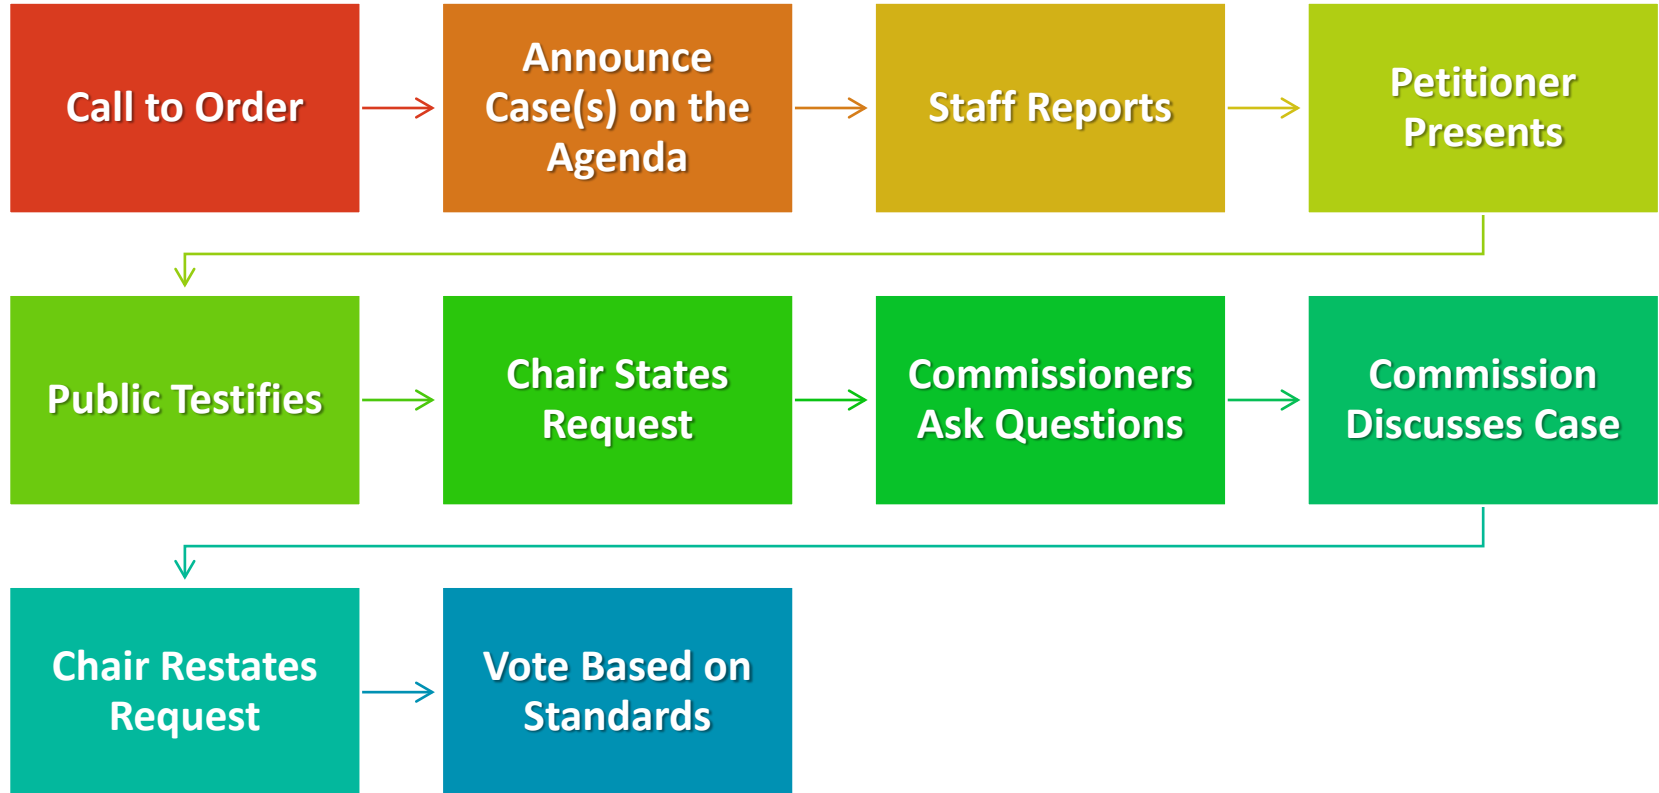 Call to Order
Announce
Case(s) on the
Agenda
Staff Reports
Petitioner
Presents
Public Testifies
Chair States
Request
Commissioners
Ask Questions
Commission
Discusses Case
Chair Restates
Request
Vote Based on
Standards